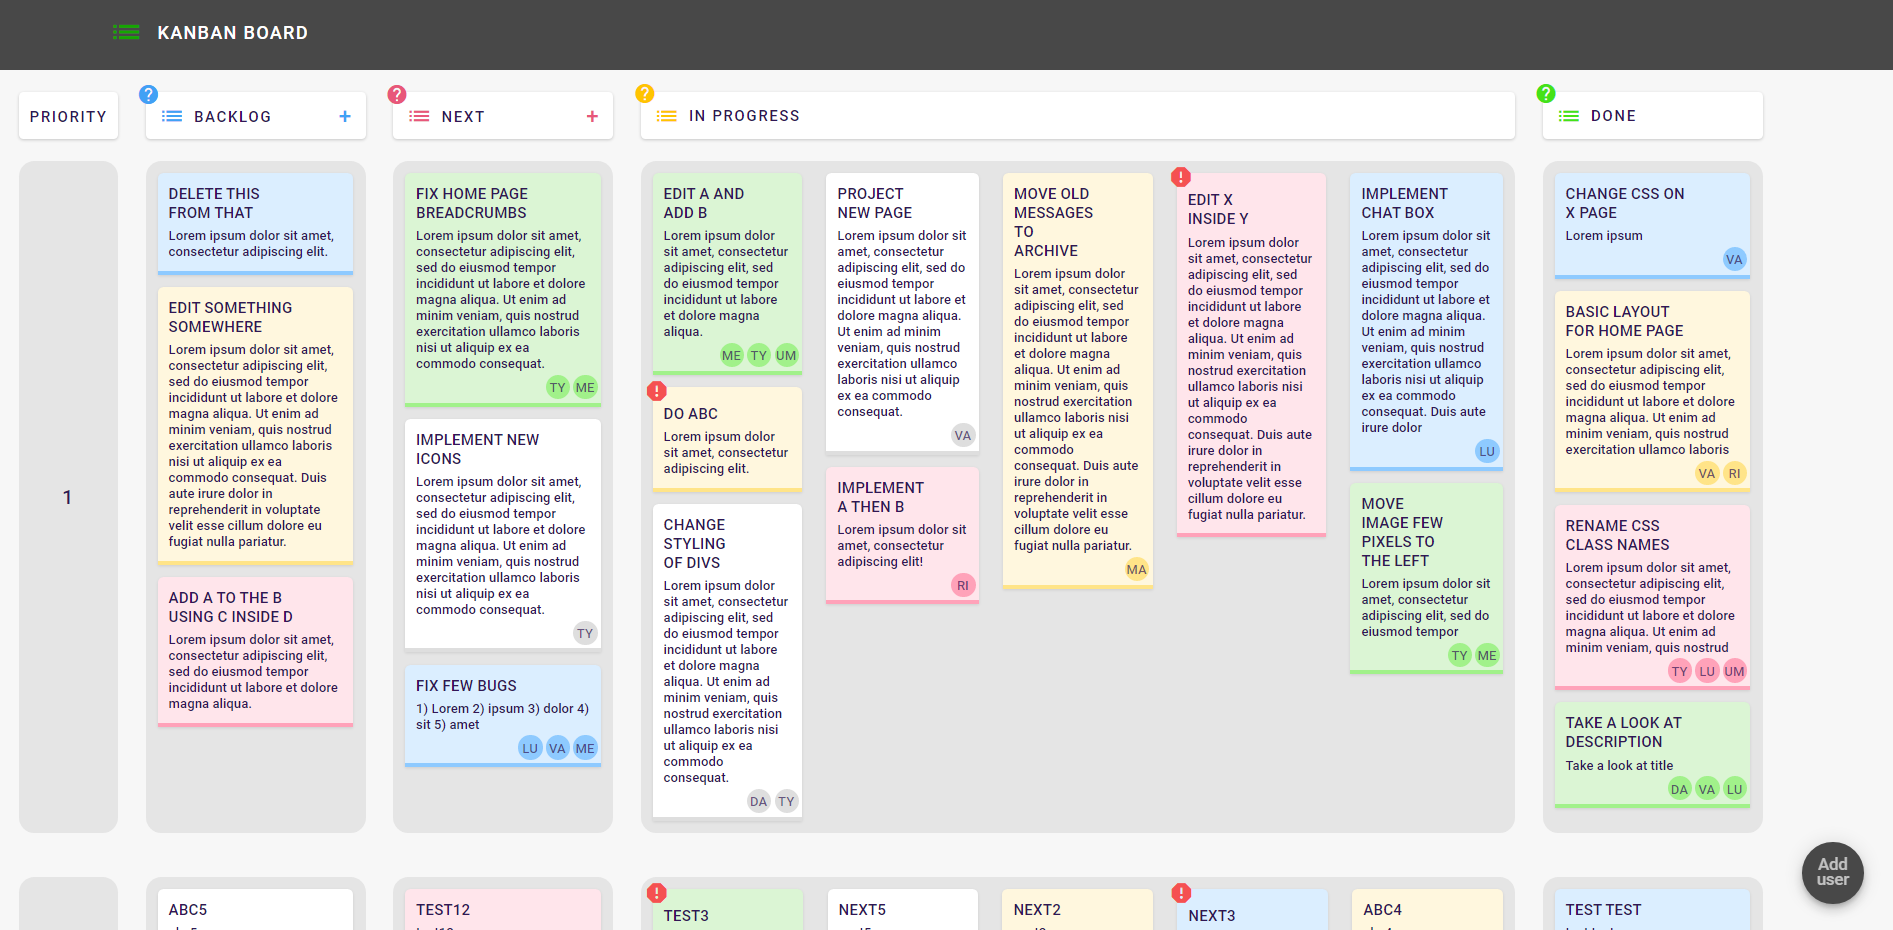 KANBAN BOARD
PRIORITY
?
BACKLOG
+
?
NEXT
+
?
IN PROGRESS
?
DONE
1
DELETE THIS
FROM THAT
Lorem ipsum dolor sit amet,
consectetur adipiscing elit.
EDIT SOMETHING
SOMEWHERE
Lorem ipsum dolor sit amet,
consectetur adipiscing elit,
sed do eiusmod tempor
incididunt ut labore et dolore
magna aliqua. Ut enim ad
minim veniam, quis nostrud
exercitation ullamco laboris
nisi ut aliquip ex ea
commodo consequat. Duis
aute irure dolor in
reprehenderit in voluptate
velit esse cillum dolore eu
fugiat nulla pariatur.
ADD A TO THE B
USING C INSIDE D
Lorem ipsum dolor sit amet,
consectetur adipiscing elit,
sed do eiusmod tempor
incididunt ut labore et dolore
magna aliqua.
FIX HOME PAGE
BREADCRUMBS
Lorem ipsum dolor sit amet,
consectetur adipiscing elit,
sed do eiusmod tempor
incididunt ut labore et dolore
magna aliqua. Ut enim ad
minim veniam, quis nostrud
exercitation ullamco laboris
nisi ut aliquip ex ea
commodo consequat.
TY ME
IMPLEMENT NEW
ICONS
Lorem ipsum dolor sit amet,
consectetur adipiscing elit,
sed do eiusmod tempor
incididunt ut labore et dolore
magna aliqua. Ut enim ad
minim veniam, quis nostrud
exercitation ullamco laboris
nisi ut aliquip ex ea
commodo consequat.
TY
FIX FEW BUGS
1) Lorem 2) ipsum 3) dolor 4)
sit 5) amet
LU VA ME
EDIT A AND
ADD B
Lorem ipsum dolor
sit amet, consectetur
adipiscing elit, sed
do eiusmod tempor
incididunt ut labore
et dolore magna
aliqua.
ME TY UM
!
DO ABC
Lorem ipsum dolor
sit amet, consectetur
adipiscing elit.
CHANGE
STYLING
OF DIVS
Lorem ipsum dolor
sit amet, consectetur
adipiscing elit, sed
do eiusmod tempor
incididunt ut labore
et dolore magna
aliqua. Ut enim ad
minim veniam, quis
nostrud exercitation
ullamco laboris nisi
ut aliquip ex ea
commodo
consequat.
DA TY
PROJECT
NEW PAGE
Lorem ipsum dolor sit
amet, consectetur
adipiscing elit, sed do
eiusmod tempor
incididunt ut labore et
dolore magna aliqua.
Ut enim ad minim
veniam, quis nostrud
exercitation ullamco
laboris nisi ut aliquip
ex ea commodo
consequat.
VA
IMPLEMENT
A THEN B
Lorem ipsum dolor sit
amet, consectetur
adipiscing elit!
RI
MOVE OLD
MESSAGES
TO
ARCHIVE
Lorem ipsum dolor
sit amet, consectetur
adipiscing elit, sed
do eiusmod tempor
incididunt ut labore
et dolore magna
aliqua. Ut enim ad
minim veniam, quis
nostrud exercitation
ullamco laboris nisi
ut aliquip ex ea
commodo
consequat. Duis aute
irure dolor in
reprehenderit in
voluptate velit esse
cillum dolore eu
fugiat nulla pariatur.
MA
!
EDIT X
INSIDE Y
Lorem ipsum dolor
sit amet, consectetur
adipiscing elit, sed
do eiusmod tempor
incididunt ut labore
et dolore magna
aliqua. Ut enim ad
minim veniam, quis
nostrud exercitation
ullamco laboris nisi
ut aliquip ex ea
commodo
consequat. Duis aute
irure dolor in
reprehenderit in
voluptate velit esse
cillum dolore eu
fugiat nulla pariatur.
IMPLEMENT
CHAT BOX
Lorem ipsum dolor sit
amet, consectetur
adipiscing elit, sed do
eiusmod tempor
incididunt ut labore et
dolore magna aliqua.
Ut enim ad minim
veniam, quis nostrud
exercitation ullamco
laboris nisi ut aliquip
ex ea commodo
consequat. Duis aute
irure dolor
LU
MOVE
IMAGE FEW
PIXELS TO
THE LEFT
Lorem ipsum dolor sit
amet, consectetur
adipiscing elit, sed do
eiusmod tempor
TY ME
CHANGE CSS ON
X PAGE
Lorem ipsum
VA
BASIC LAYOUT
FOR HOME PAGE
Lorem ipsum dolor sit amet,
consectetur adipiscing elit,
sed do eiusmod tempor
incididunt ut labore et dolore
magna aliqua. Ut enim ad
minim veniam, quis nostrud
exercitation ullamco laboris
VA RI
RENAME CSS
CLASS NAMES
Lorem ipsum dolor sit amet,
consectetur adipiscing elit,
sed do eiusmod tempor
incididunt ut labore et dolore
magna aliqua. Ut enim ad
minim veniam, quis nostrud
TY LU UM
TAKE A LOOK AT
DESCRIPTION
Take a look at title
DA VA LU
Add
user
ABC5
TEST12
!
TEST3
NEXT5
NEXT2
!
NEXT3
ABC4
TEST TEST